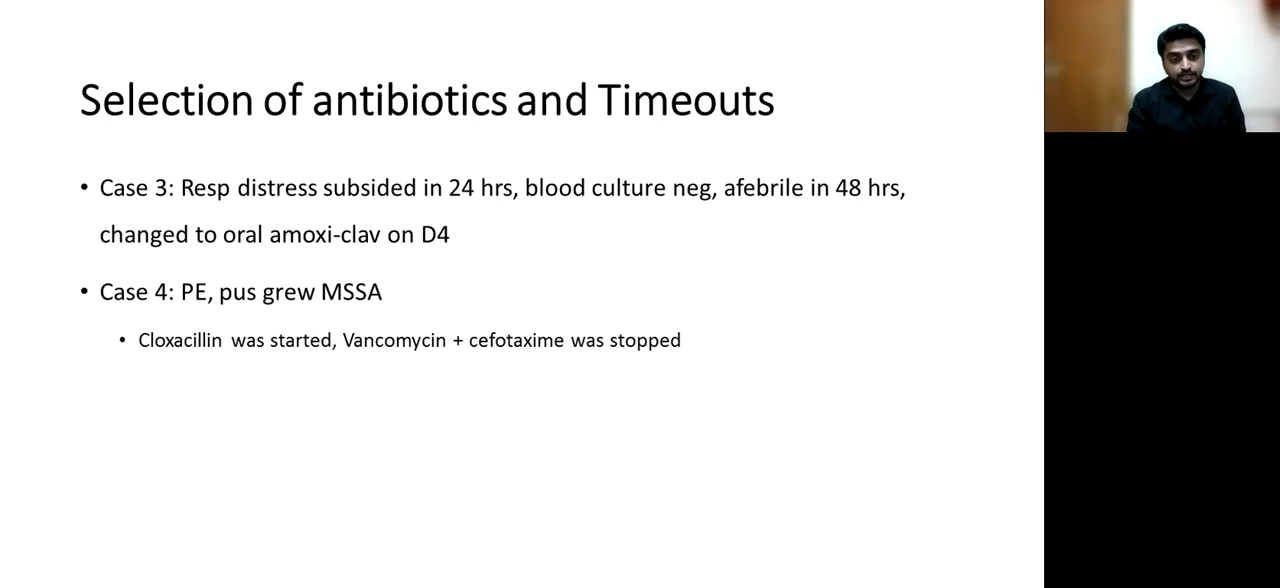 Selection of antibiotics and Timeouts
• Case 3: Resp distress subsided in 24 hrs, blood culture neg, afebrile in 48 hrs,
changed to oral amoxi-clav on D4
• Case 4: PE, pus grew MSSA
• Cloxacillin was started, Vancomycin + cefotaxime was stopped